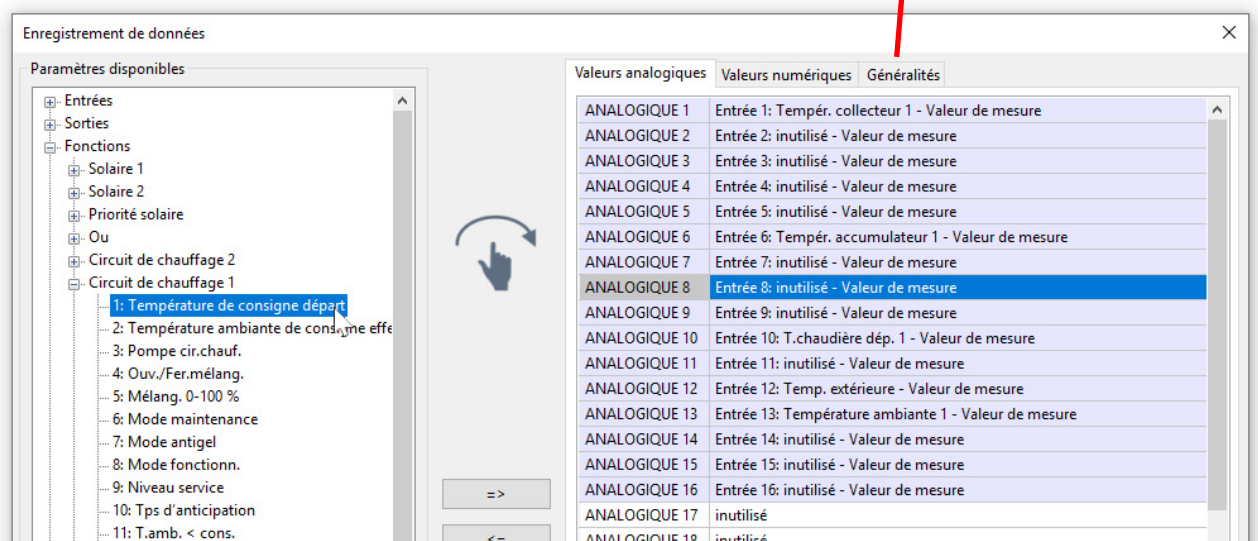 Enregistrement de données
Paramètres disponibles
Entrées
Sorties
Fonctions
Solaire 1
Solaire 2
Priorité solaire
Ou
Circuit de chauffage 2
Circuit de chauffage 1
1: Température de consigne départ
2: Température ambiante de consigne effe
3: Pompe cir.chauf.
4: Ouv./Fer.mélang.
5: Mélang. 0-100 %
6: Mode maintenance
7: Mode antigel
8: Mode fonctionn.
9: Niveau service
10: Tps d'anticipation
11: T.amb. < cons.
=>
<=
Valeurs analogiques Valeurs numériques Généralités
ANALOGIQUE 1 Entrée 1: Tempér. collecteur 1 - Valeur de mesure
ANALOGIQUE 2 Entrée 2: inutilisé - Valeur de mesure
ANALOGIQUE 3 Entrée 3: inutilisé - Valeur de mesure
ANALOGIQUE 4 Entrée 4: inutilisé - Valeur de mesure
ANALOGIQUE 5 Entrée 5: inutilisé - Valeur de mesure
ANALOGIQUE 6 Entrée 6: Tempér. accumulateur 1 - Valeur de mesure
ANALOGIQUE 7 Entrée 7: inutilisé - Valeur de mesure
ANALOGIQUE 8 Entrée 8: inutilisé - Valeur de mesure
ANALOGIQUE 9 Entrée 9: inutilisé - Valeur de mesure
ANALOGIQUE 10 Entrée 10: T.chaudière dép. 1 - Valeur de mesure
ANALOGIQUE 11 Entrée 11: inutilisé - Valeur de mesure
ANALOGIQUE 12 Entrée 12: Temp. extérieure - Valeur de mesure
ANALOGIQUE 13 Entrée 13: Température ambiante 1 - Valeur de mesure
ANALOGIQUE 14 Entrée 14: inutilisé - Valeur de mesure
ANALOGIQUE 15 Entrée 15: inutilisé - Valeur de mesure
ANALOGIQUE 16 Entrée 16: inutilisé - Valeur de mesure
ANALOGIQUE 17 inutilisé
ANALOGIQUE 18 inutilisé